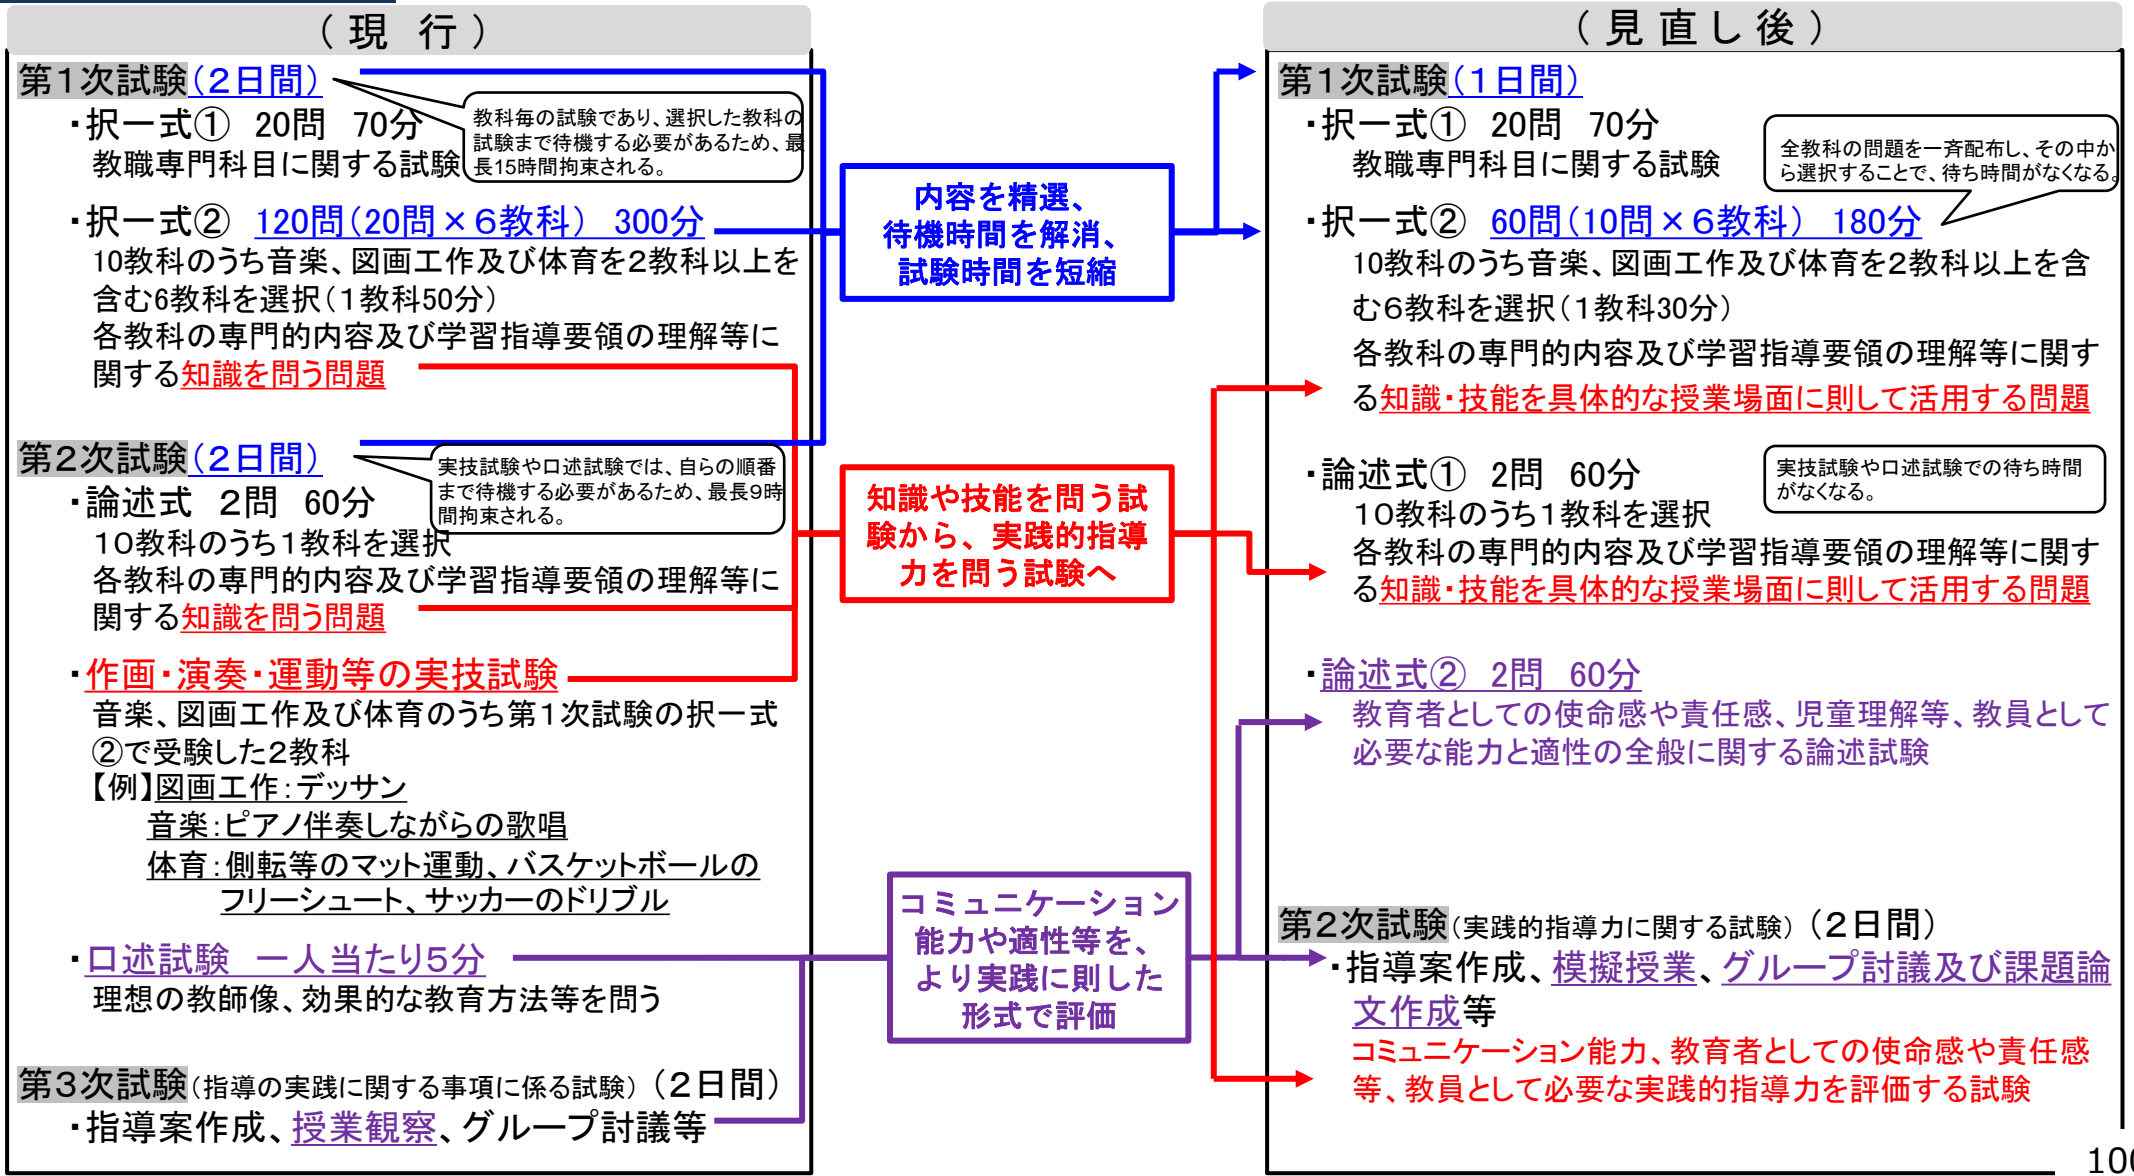 （現　行）
第１次試験（２日間）
教科毎の試験であり、選択した教科の
試験まで待機する必要があるため、最
長15時間拘束される。
・択一式①　20問　70分
教職専門科目に関する試験
・択一式②　120問（20問×６教科）　300分
10教科のうち音楽、図画工作及び体育を２教科以上を
含む6教科を選択（１教科50分）
各教科の専門的内容及び学習指導要領の理解等に
関する知識を問う問題
第２次試験（２日間）
実技試験や口述試験では、自らの順番
まで待機する必要があるため、最長９時
間拘束される。
・論述式　２問　60分
１０教科のうち１教科を選択
各教科の専門的内容及び学習指導要領の理解等に
関する知識を問う問題
・作画・演奏・運動等の実技試験
音楽、図画工作及び体育のうち第１次試験の択一式
②で受験した２教科
【例】図画工作：デッサン
音楽：ピアノ伴奏しながらの歌唱
体育：側転等のマット運動、バスケットボールの
フリーシュート、サッカーのドリブル
・口述試験　一人当たり５分
理想の教師像、効果的な教育方法等を問う
第３次試験（指導の実践に関する事項に係る試験）（２日間）
・指導案作成、授業観察、グループ討議等
内容を精選、
待機時間を解消、
試験時間を短縮
知識や技能を問う試
験から、実践的指導
力を問う試験へ
コミュニケーション
能力や適性等を、
より実践に則した
形式で評価
（見直し後）
第１次試験（１日間）
・択一式①　20問　70分
教職専門科目に関する試験
全教科の問題を一斉配布し、その中か
ら選択することで、待ち時間がなくなる。
・択一式②　60問（10問×６教科）　180分
10教科のうち音楽、図画工作及び体育を２教科以上を含
む６教科を選択（１教科30分）
各教科の専門的内容及び学習指導要領の理解等に関す
る知識・技能を具体的な授業場面に則して活用する問題
・論述式①　２問　60分
実技試験や口述試験での待ち時間
がなくなる。
１０教科のうち１教科を選択
各教科の専門的内容及び学習指導要領の理解等に関す
る知識・技能を具体的な授業場面に則して活用する問題
・論述式②　２問　60分
教育者としての使命感や責任感、児童理解等、教員として
必要な能力と適性の全般に関する論述試験
第２次試験（実践的指導力に関する試験）（２日間）
・指導案作成、模擬授業、グループ討議及び課題論
文作成等
コミュニケーション能力、教育者としての使命感や責任感
等、教員として必要な実践的指導力を評価する試験